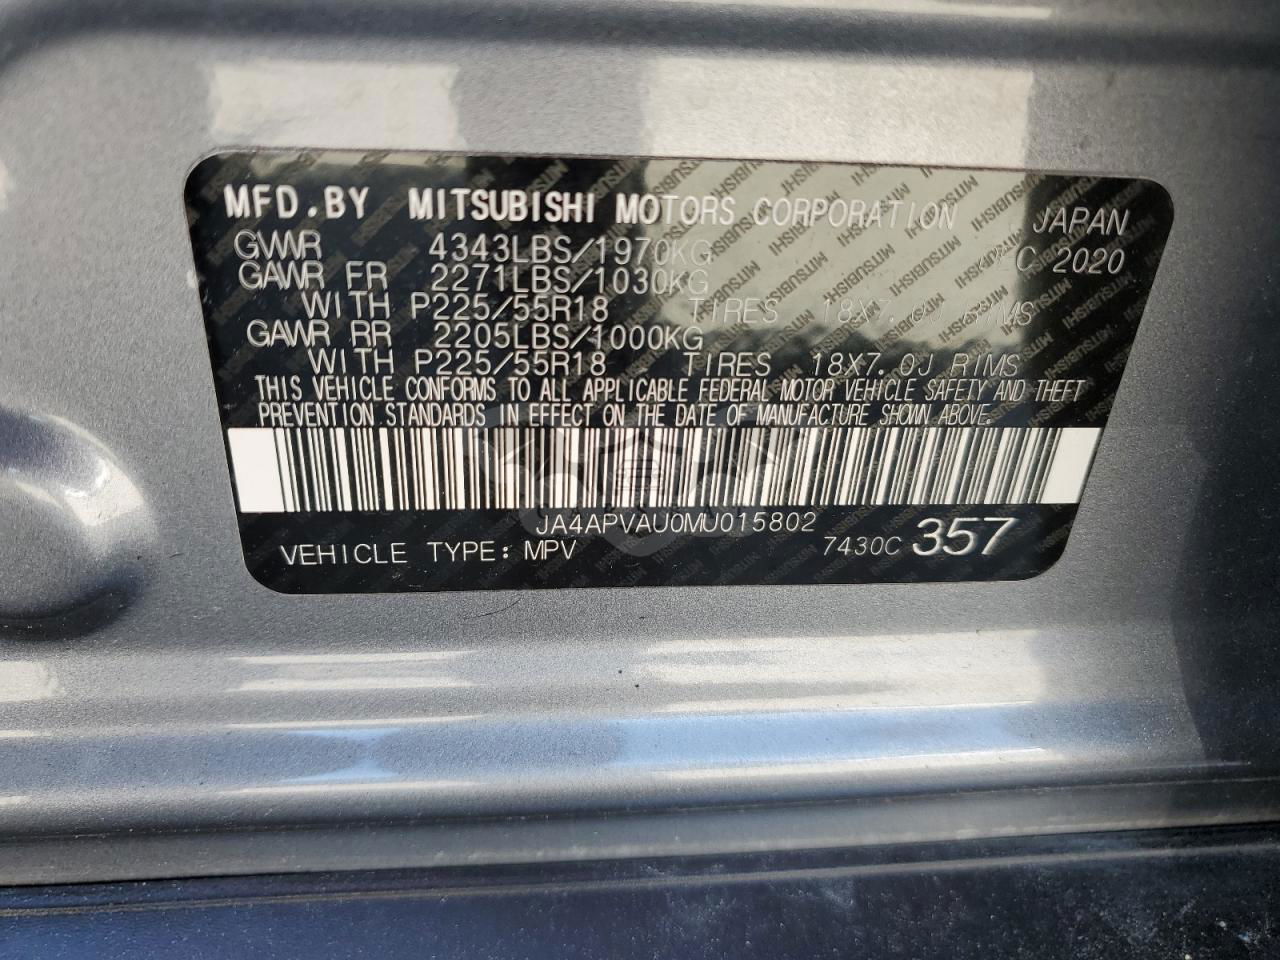 MFD.BY MITSUBISHI MOTORS CORPORATION JAPAN
GVWR 4343LBS/1970KG 2020
GAWR FR 2271LBS/1030KG
WITH P225/55R18 TIRES 18X7.0J RIMS
GAWR RR 2205LBS/1000KG
WITH P225/55R18 TIRES 18X7.0J RIMS
THIS VEHICLE CONFORMS TO ALL APPLICABLE FEDERAL MOTOR VEHICLE SAFETY AND THEFT
PREVENTION STANDARDS IN EFFECT ON THE DATE OF MANUFACTURE SHOWN ABOVE.
JA4APVAU0MU015802
VEHICLE TYPE: MPV 7430C 357